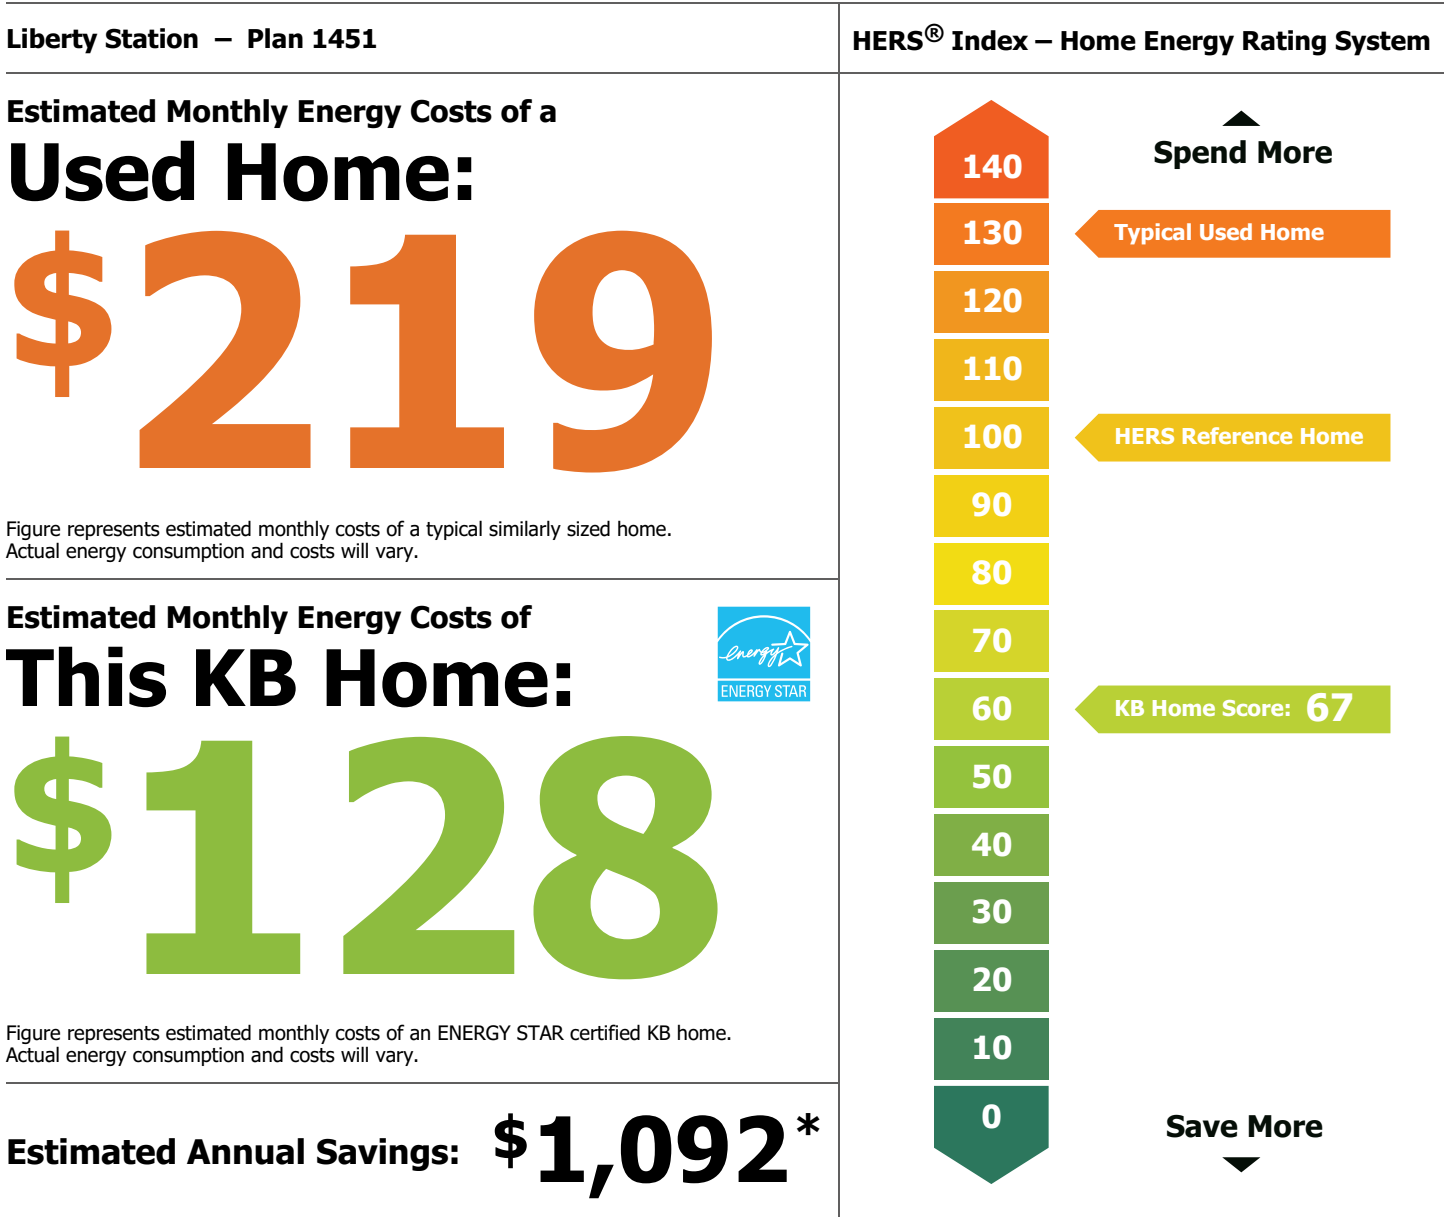 Liberty Station – Plan 1451
Estimated Monthly Energy Costs of a
Used Home:
$219
Figure represents estimated monthly costs of a typical similarly sized home.
Actual energy consumption and costs will vary.
Estimated Monthly Energy Costs of
This KB Home:
energy
ENERGY STAR
$128
Figure represents estimated monthly costs of an ENERGY STAR certified KB home.
Actual energy consumption and costs will vary.
Estimated Annual Savings: $1,092*
HERS® Index – Home Energy Rating System
Spend More
140
130 Typical Used Home
120
110
100 HERS Reference Home
90
80
70
60 KB Home Score: 67
50
40
30
20
10
0
Save More